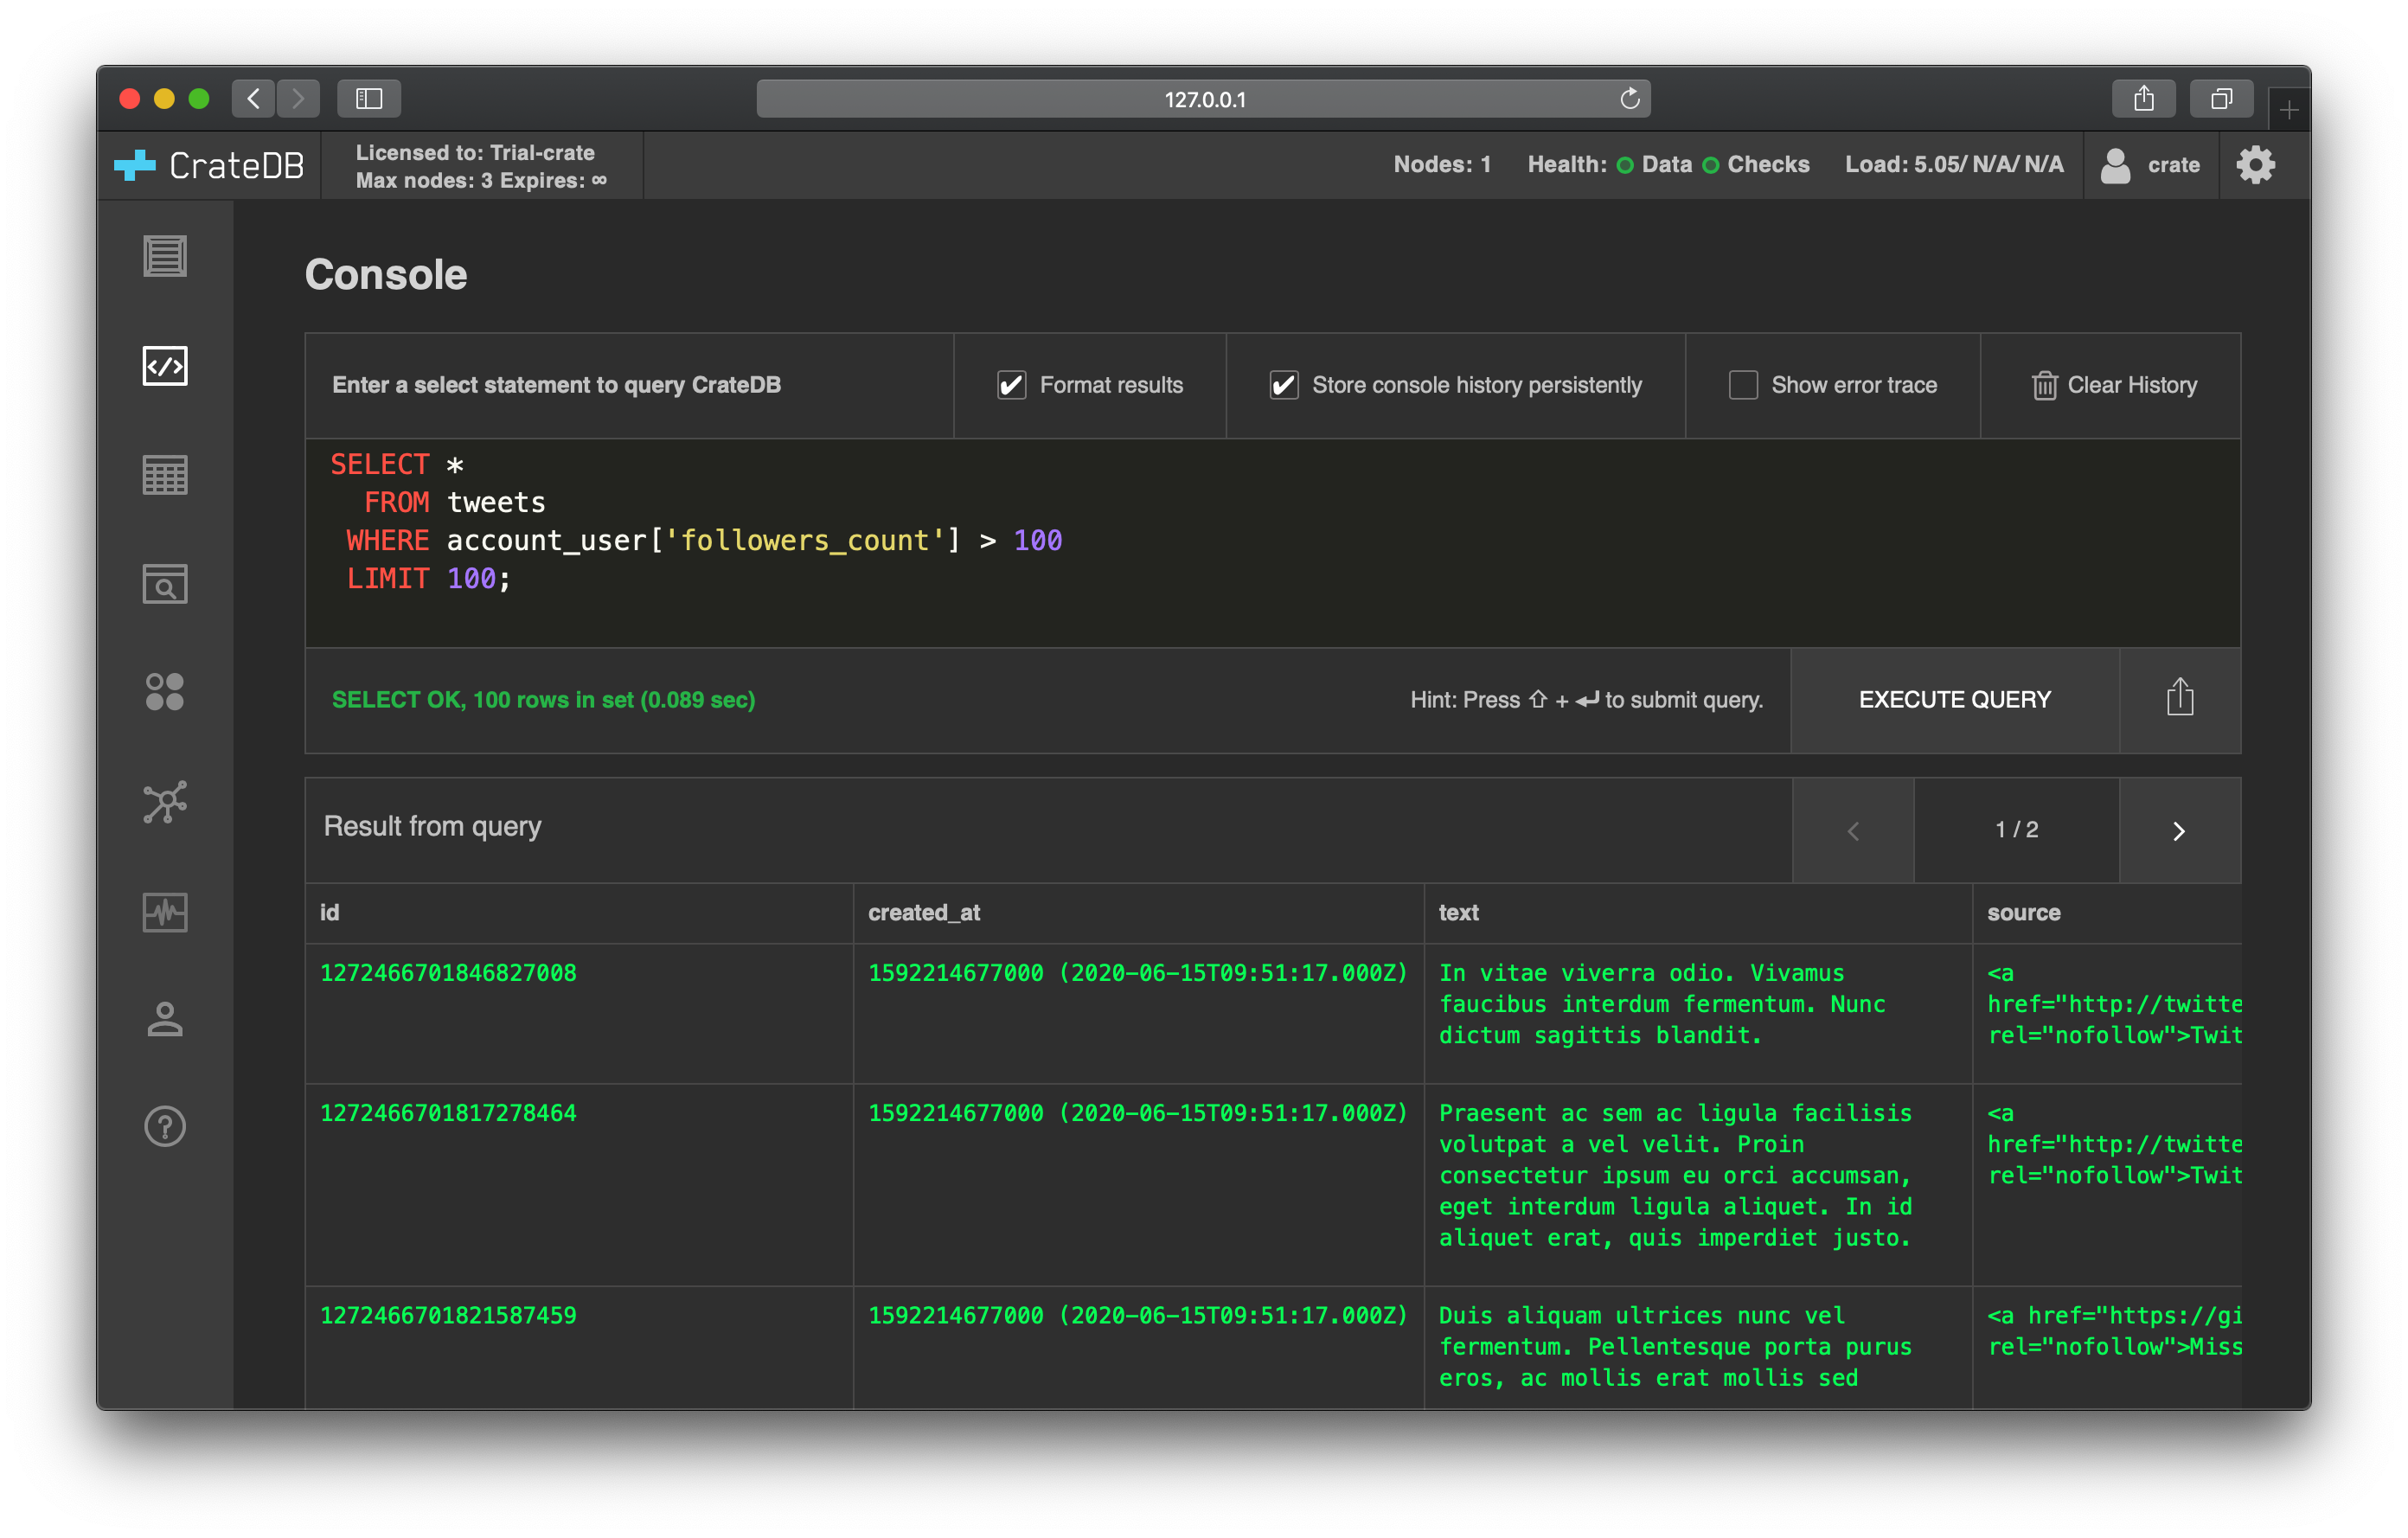 127.0.0.1
CrateDB
Licensed to: Trial-crate
Max nodes: 3 Expires: ∞
Nodes: 1
Health: Data Checks
Load: 5.05/ N/A/ N/A
crate
Console
Enter a select statement to query CrateDB
Format results
Store console history persistently
Show error trace
Clear History
SELECT *
FROM tweets
WHERE account_user['followers_count'] > 100
LIMIT 100;
SELECT OK, 100 rows in set (0.089 sec)
Hint: Press ⇧ + ↵ to submit query.
EXECUTE QUERY
Result from query
1 / 2
id
created_at
text
source
1272466701846827008
1592214677000 (2020-06-15T09:51:17.000Z)
In vitae viverra odio. Vivamus
faucibus interdum fermentum. Nunc
dictum sagittis blandit.
<a
href="http://twitte
rel="nofollow">Twit
1272466701817278464
1592214677000 (2020-06-15T09:51:17.000Z)
Praesent ac sem ac ligula facilisis
volutpat a vel velit. Proin
consectetur ipsum eu orci accumsan,
eget interdum ligula aliquet. In id
aliquet erat, quis imperdiet justo.
<a
href="http://twitte
rel="nofollow">Twit
1272466701821587459
1592214677000 (2020-06-15T09:51:17.000Z)
Duis aliquam ultrices nunc vel
fermentum. Pellentesque porta purus
eros, ac mollis erat mollis sed
<a href="https://gi
rel="nofollow">Miss